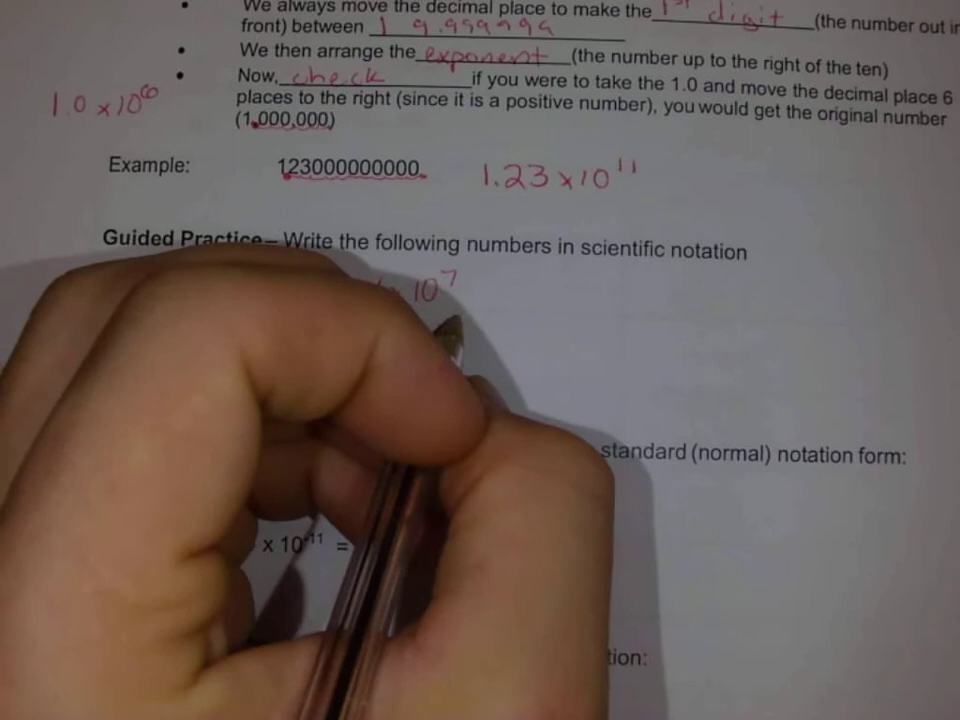 • We always move the decimal place to make the 1st digit (the number out in
front) between 1 9.999999
• We then arrange the exponent (the number up to the right of the ten)
• Now, check if you were to take the 1.0 and move the decimal place 6
places to the right (since it is a positive number), you would get the original number
(1,000,000)
1.0 x 10⁶
Example: 123000000000 1.23 x 10¹¹
Guided Practice – Write the following numbers in scientific notation
x 10⁷
standard (normal) notation form:
x 10⁻¹¹ =
tion: